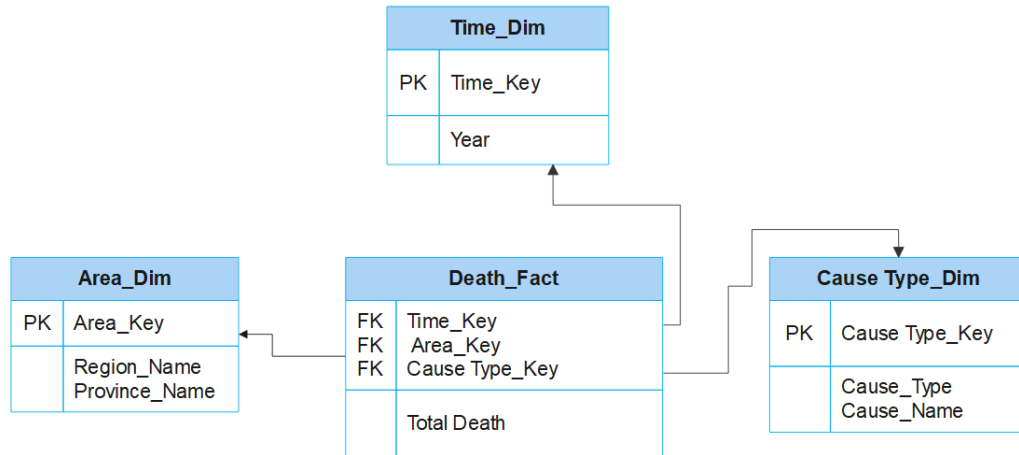 Time_Dim
PK Time_Key
Year
Area_Dim
PK Area_Key
Region_Name
Province_Name
Death_Fact
FK Time_Key
FK Area_Key
FK Cause Type_Key
Total Death
Cause Type_Dim
PK Cause Type_Key
Cause_Type
Cause_Name